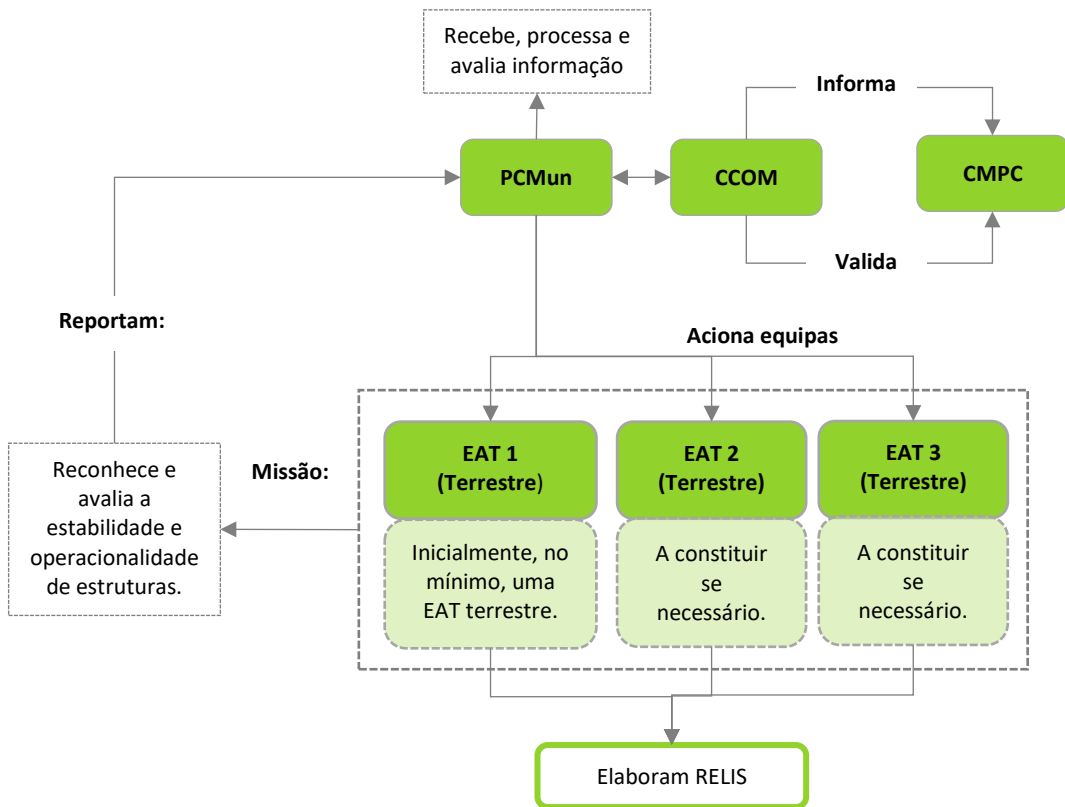 Recebe, processa e
avalia informação
Informa
PCMun
CCOM
CMPC
Valida
Reportam:
Aciona equipas
EAT 1
(Terrestre)
EAT 2
(Terrestre)
EAT 3
(Terrestre)
Missão:
Reconhece e
avalia a
estabilidade e
operacionalidade
de estruturas.
Inicialmente, no
mínimo, uma
EAT terrestre.
A constituir
se
necessário.
A constituir
se
necessário.
Elaboram RELIS